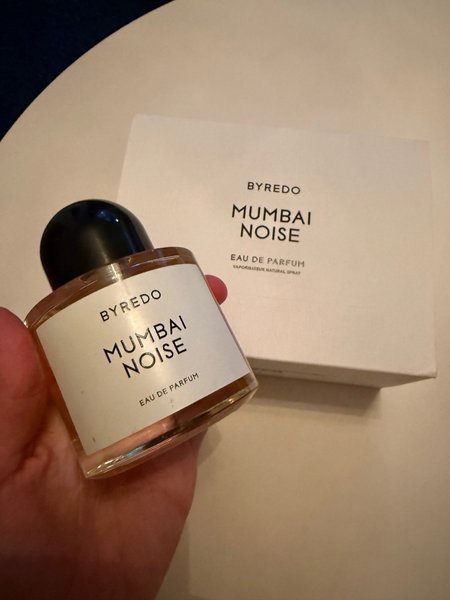 BYREDO
MUMBAI
NOISE
EAU DE PARFUM
VAPORISATEUR NATURAL SPRAY
BYREDO
MUMBAI
NOISE
EAU DE PARFUM